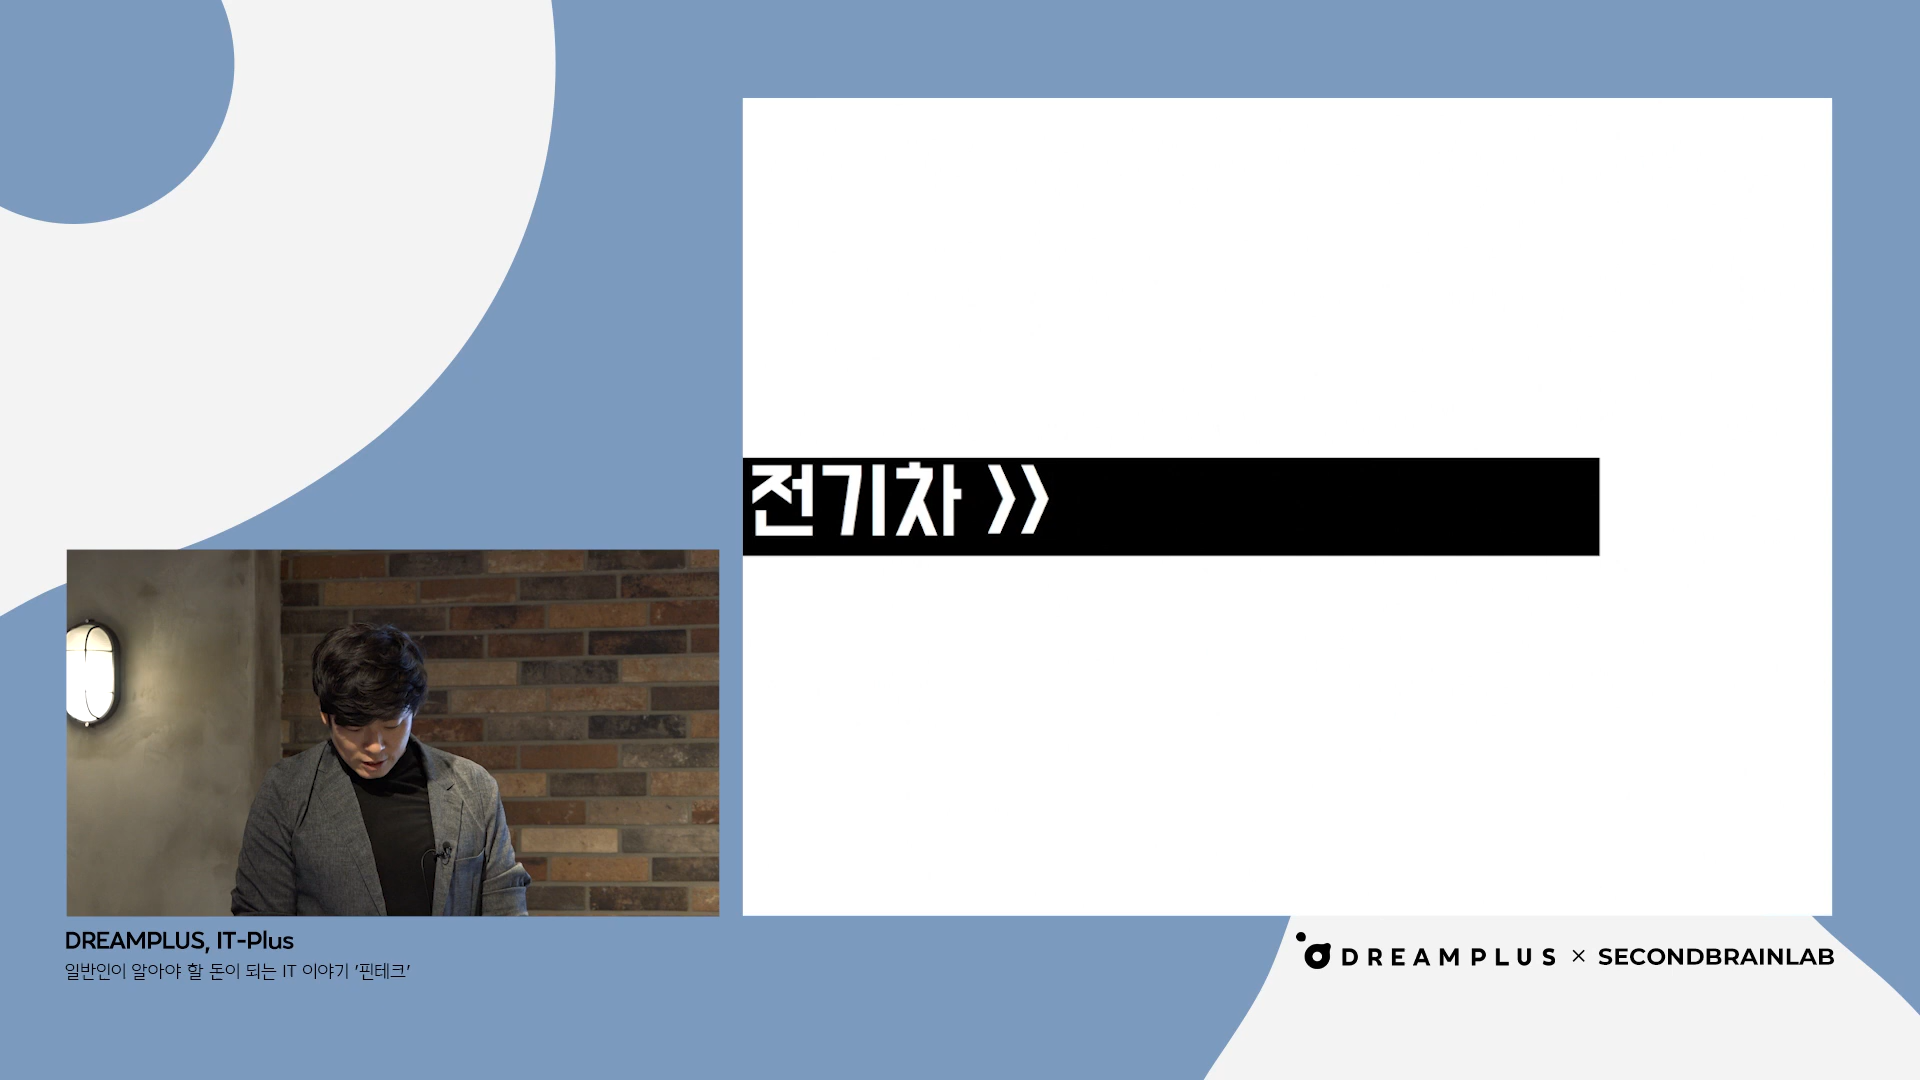 전기차 >>
DREAMPLUS, IT-Plus
일반인이 알아야 할 돈이 되는 IT 이야기 '핀테크'
DREAMPLUS × SECONDBRAINLAB